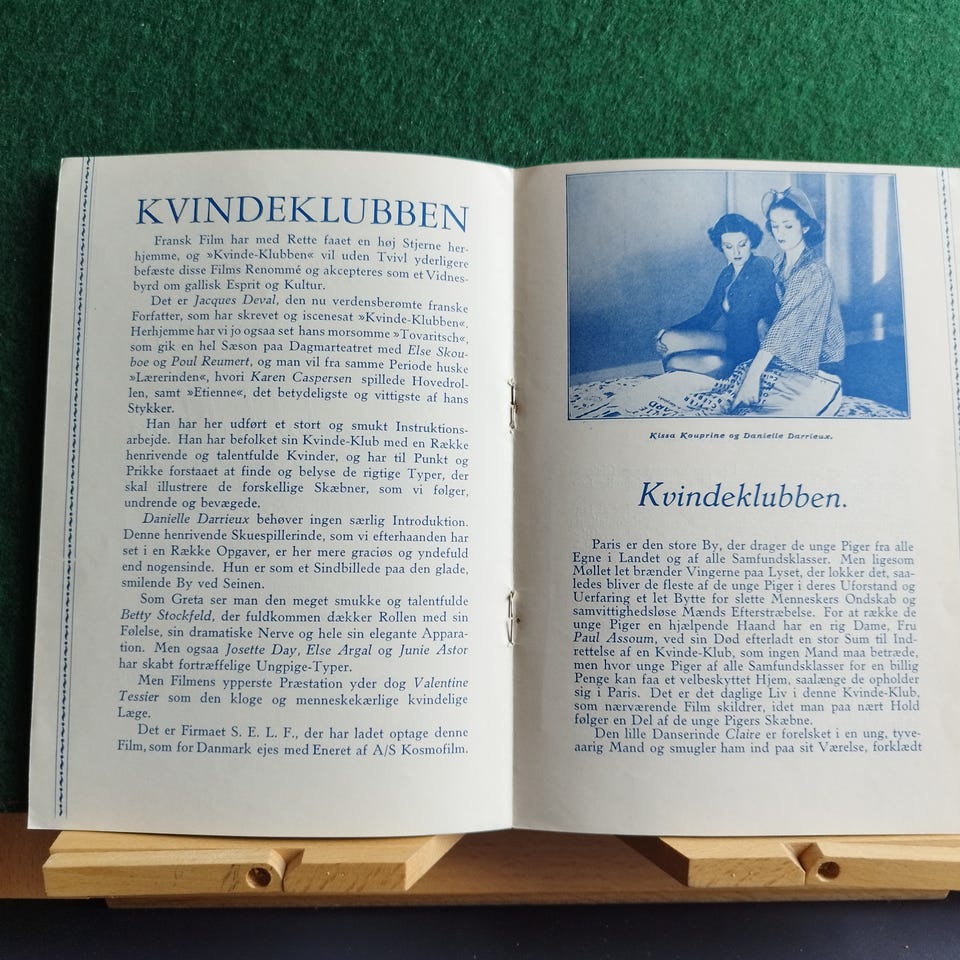 KVINDEKLUBBEN
Fransk Film har med Rette faaet en høj Stjerne her-
hjemme, og »Kvinde-Klubben« vil uden Tvivl yderligere
befæste disse Films Renommé og akcepteres som et Vidnes-
byrd om gallisk Esprit og Kultur.
Det er Jacques Deval, den nu verdensberømte franske
Forfatter, som har skrevet og iscenesat »Kvinde-Klubben«.
Herhjemme har vi jo ogsaa set hans morsomme »Tovaritsch«,
som gik en hel Sæson paa Dagmarteatret med Else Skou-
boe og Poul Reumert, og man vil fra samme Periode huske
»Lærerinden«, hvori Karen Caspersen spillede Hovedrol-
len, samt »Etienne«, det betydeligste og vittigste af hans
Stykker.
Han har her udført et stort og smukt Instruktions-
arbejde. Han har befolket sin Kvinde-Klub med en Række
henrivende og talentfulde Kvinder, og har til Punkt og
Prikke forstaaet at finde og belyse de rigtige Typer, der
skal illustrere de forskellige Skæbner, som vi følger,
undrende og bevægede.
Danielle Darrieux behøver ingen særlig Introduktion.
Denne henrivende Skuespillerinde, som vi efterhaanden har
set i en Række Opgaver, er her mere graciøs og yndefuld
end nogensinde. Hun er som et Sindbillede paa den glade,
smilende By ved Seinen.
Som Greta ser man den meget smukke og talentfulde
Betty Stockfeld, der fuldkommen dækker Rollen med sin
Følelse, sin dramatiske Nerve og hele sin elegante Appara-
tion. Men ogsaa Josette Day, Else Argal og Junie Astor
har skabt fortræffelige Ungpige-Typer.
Men Filmens ypperste Præstation yder dog Valentine
Tessier som den kloge og menneskekærlige kvindelige
Læge.
Det er Firmaet S. E. L. F., der har ladet optage denne
Film, som for Danmark ejes med Eneret af A/S Kosmofilm.
Kissa Kouprine og Danielle Darrieux.
Kvindeklubben.
Paris er den store By, der drager de unge Piger fra alle
Egne i Landet og af alle Samfundsklasser. Men ligesom
Møllet let brænder Vingerne paa Lyset, der lokker det, saa-
ledes bliver de fleste af de unge Piger i deres Uforstand og
Uerfaring et let Bytte for slette Menneskers Ondskab og
samvittighedsløse Mænds Efterstræbelse. For at række de
unge Piger en hjælpende Haand har en rig Dame, Fru
Paul Assoum, ved sin Død efterladt en stor Sum til Ind-
rettelse af en Kvinde-Klub, som ingen Mand maa betræde,
men hvor unge Piger af alle Samfundsklasser for en billig
Penge kan faa et velbeskyttet Hjem, saalænge de opholder
sig i Paris. Det er det daglige Liv i denne Kvinde-Klub,
som nærværende Film skildrer, idet man paa nært Hold
følger en Del af de unge Pigers Skæbne.
Den lille Danserinde Claire er forelsket i en ung, tyve-
aarig Mand og smugler ham ind paa sit Værelse, forklædt